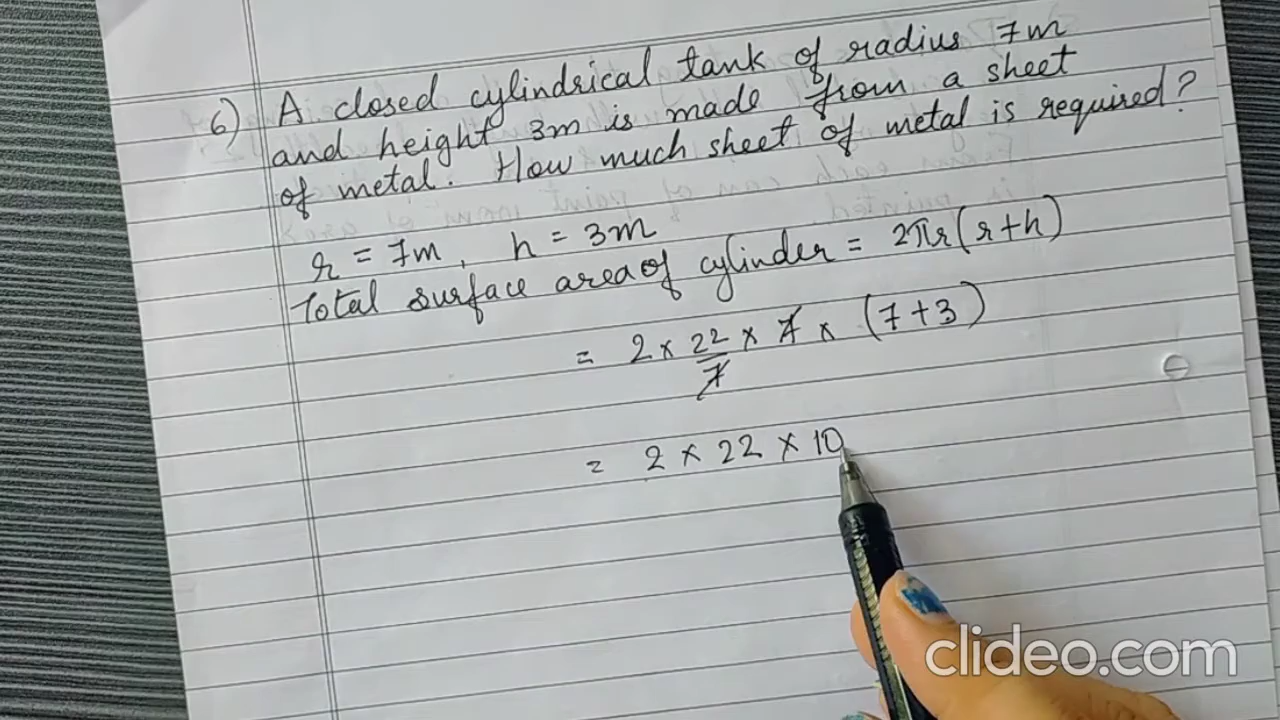 6) A closed cylindrical tank of radius 7m
and height 3m is made from a sheet
of metal. How much sheet of metal is required?
r = 7m, h = 3m
Total surface area of cylinder = 2πr(r+h)
= 2 × 22/7 × 7 × (7+3)
= 2 × 22 × 10
clideo.com